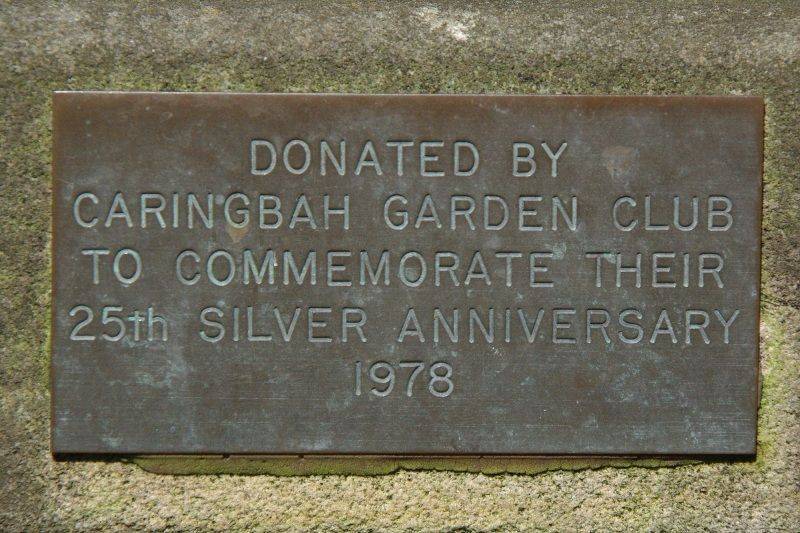 DONATED BY
CARINGBAH GARDEN CLUB
TO COMMEMORATE THEIR
25th SILVER ANNIVERSARY
1978